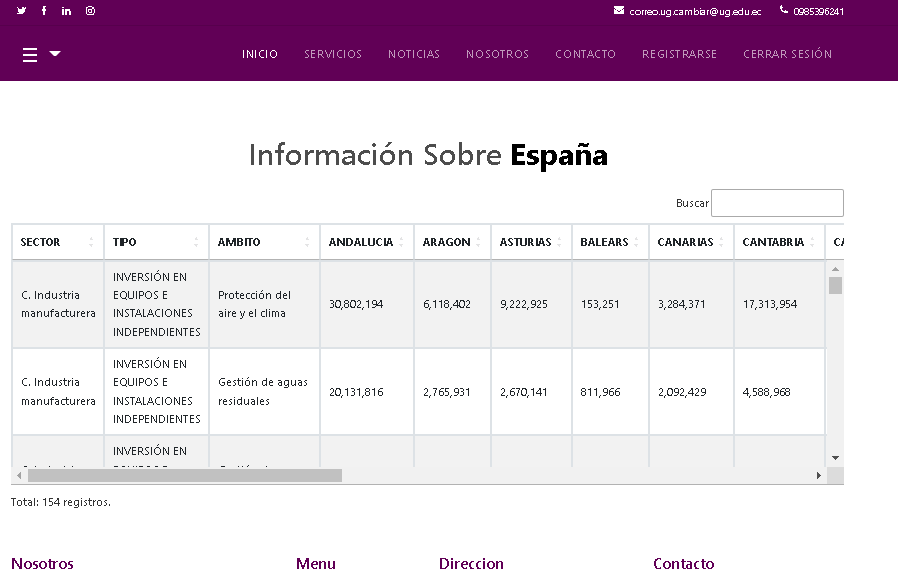 correo.ug.cambiar@ug.edu.ec 0985396241
INICIO SERVICIOS NOTICIAS NOSOTROS CONTACTO REGISTRARSE CERRAR SESIÓN
Información Sobre España
Buscar
SECTOR TIPO AMBITO ANDALUCIA ARAGON ASTURIAS BALEARS CANARIAS CANTABRIA CA
C. Industria manufacturera INVERSIÓN EN EQUIPOS E INSTALACIONES INDEPENDIENTES Protección del aire y el clima 30,802,194 6,118,402 9,222,925 153,251 3,284,371 17,313,954
C. Industria manufacturera INVERSIÓN EN EQUIPOS E INSTALACIONES INDEPENDIENTES Gestión de aguas residuales 20,131,816 2,765,931 2,670,141 811,966 2,092,429 4,588,968
INVERSIÓN EN
Total: 154 registros.
Nosotros Menu Direccion Contacto